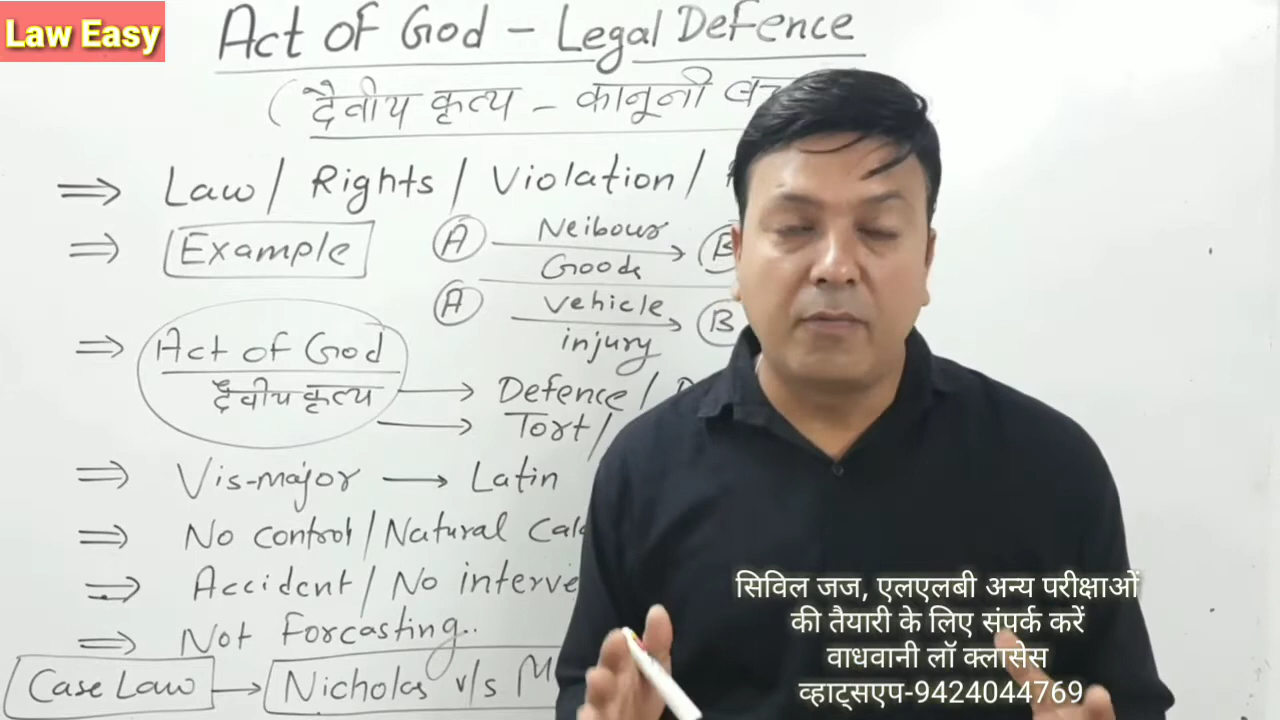 Law Easy
Act of God - Legal Defence
( दैवीय कृत्य - कानूनी
⇒ Law / Rights / Violation /
⇒ Example A Neibour B
Goods
A vehicle B
injury
⇒ Act of God
दैवीय कृत्य → Defence /
→ Tort /
⇒ Vis-major → Latin
⇒ No control / Natural
⇒ Accident / No
⇒ Not Forcasting..
Case Law → Nicholas v/s
सिविल जज, एलएलबी अन्य परीक्षाओं
की तैयारी के लिए संपर्क करें
वाधवानी लॉ क्लासेस
व्हाट्सएप-9424044769